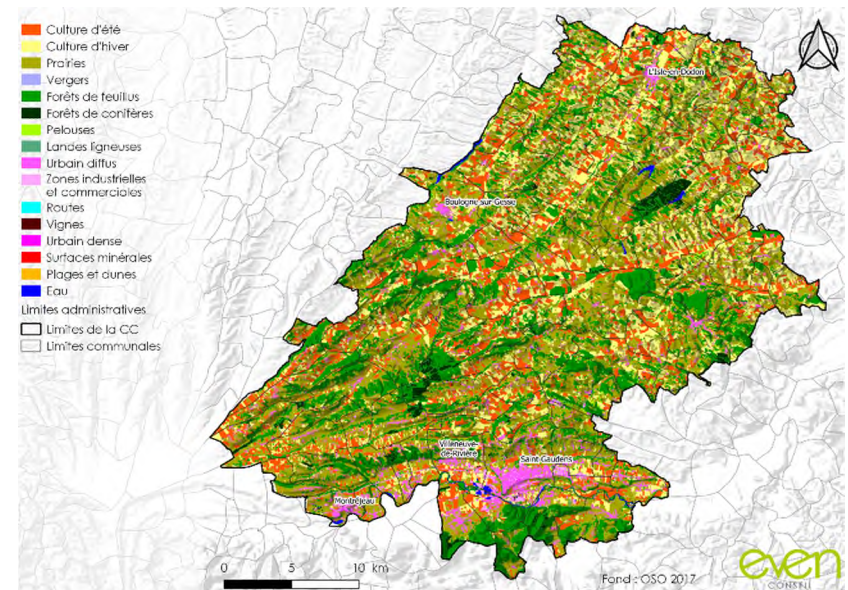 Culture d'été
Culture d'hiver
Prairies
Vergers
Forêts de feuillus
Forêts de conifères
Pelouses
Landes ligneuses
Urbain diffus
Zones industrielles
et commerciales
Routes
Vignes
Urbain dense
Surfaces minérales
Plages et dunes
Eau
Limites administratives
Limites de la CC
Limites communales
L'Isle-en-Dodon
Boulogne-sur-Gesse
Villeneuve-
de-Rivière
Saint-Gaudens
Montréjeau
0 5 10 km
Fond : OSO 2017
even
CONSEIL